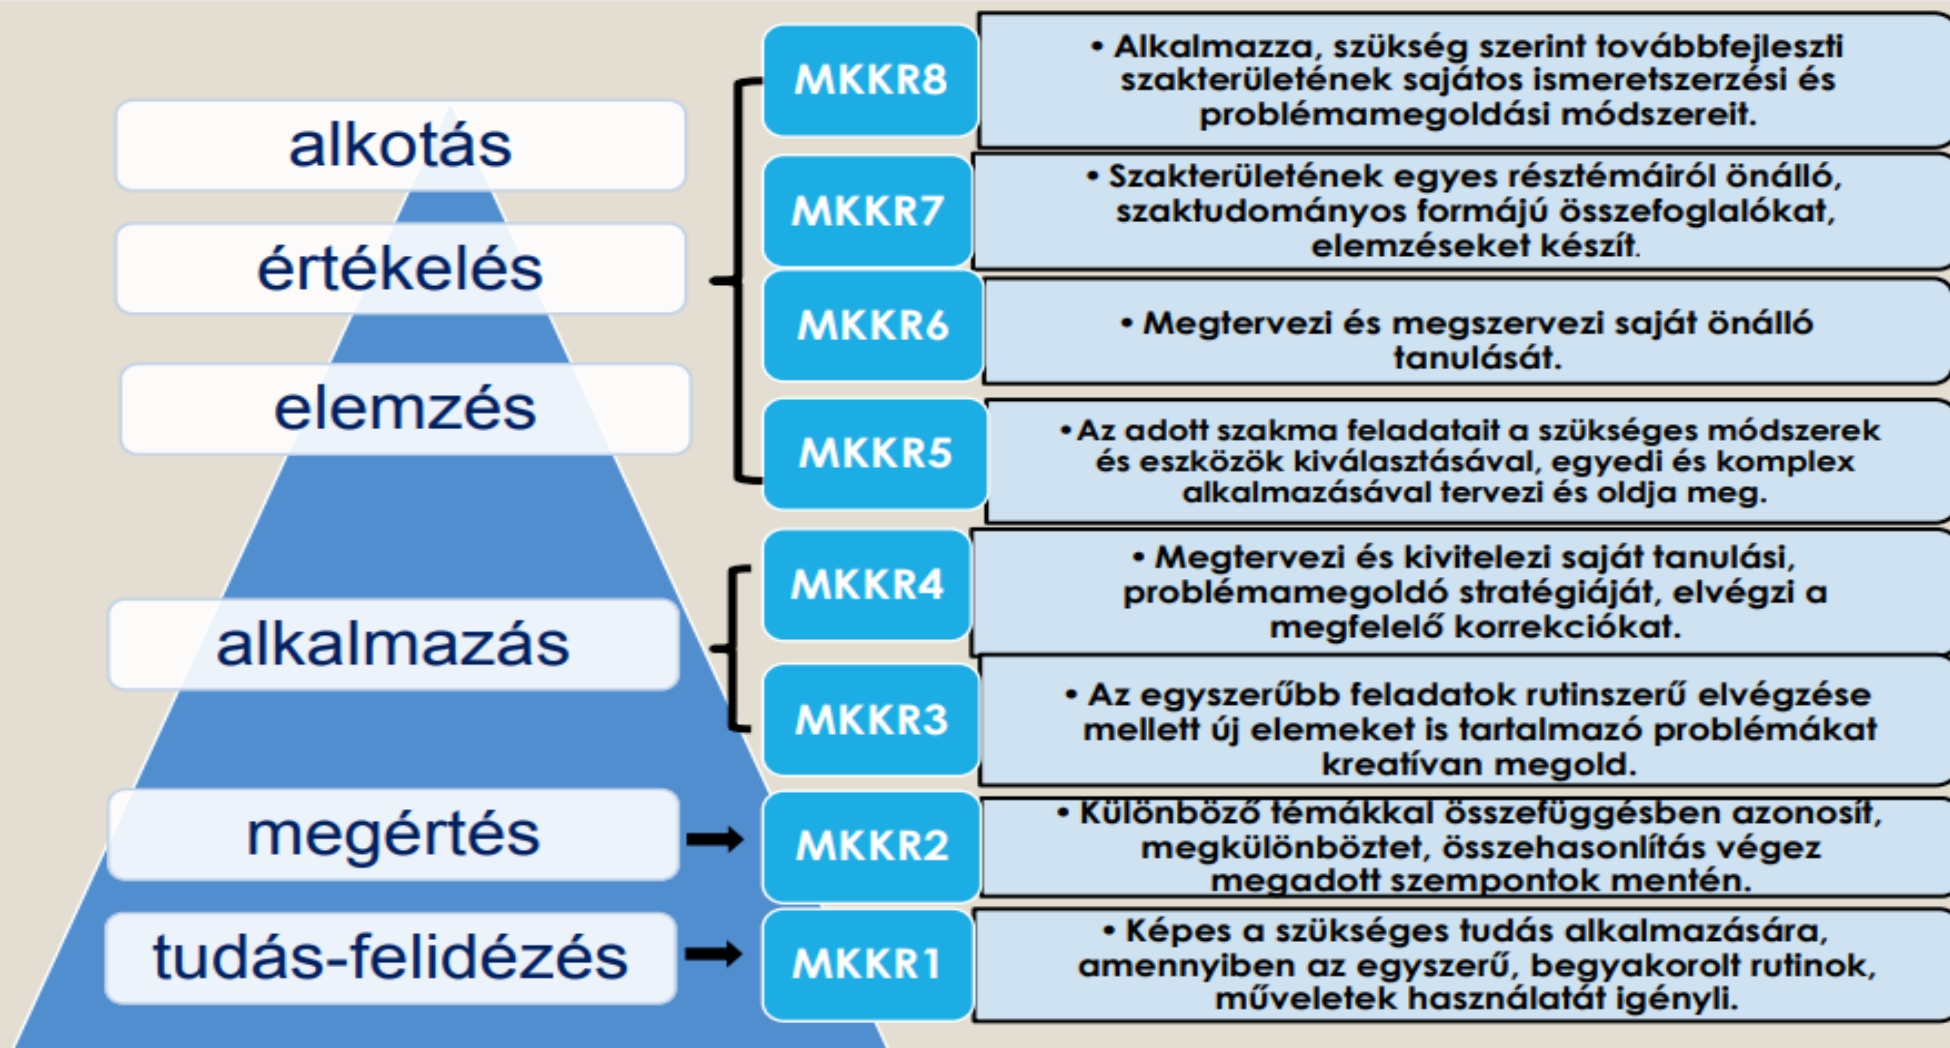 alkotás
értékelés
elemzés
alkalmazás
megértés
tudás-felidézés
MKKR8
• Alkalmazza, szükség szerint továbbfejleszti
szakterületének sajátos ismeretszerzési és
problémamegoldási módszereit.
MKKR7
• Szakterületének egyes résztémáiról önálló,
szaktudományos formájú összefoglalókat,
elemzéseket készít.
MKKR6
• Megtervezi és megszervezi saját önálló
tanulását.
MKKR5
•Az adott szakma feladatait a szükséges módszerek
és eszközök kiválasztásával, egyedi és komplex
alkalmazásával tervezi és oldja meg.
MKKR4
• Megtervezi és kivitelezi saját tanulási,
problémamegoldó stratégiáját, elvégzi a
megfelelő korrekciókat.
MKKR3
• Az egyszerűbb feladatok rutinszerű elvégzése
mellett új elemeket is tartalmazó problémákat
kreatívan megold.
MKKR2
• Különböző témákkal összefüggésben azonosít,
megkülönböztet, összehasonlítás végez
megadott szempontok mentén.
MKKR1
• Képes a szükséges tudás alkalmazására,
amennyiben az egyszerű, begyakorolt rutinok,
műveletek használatát igényli.